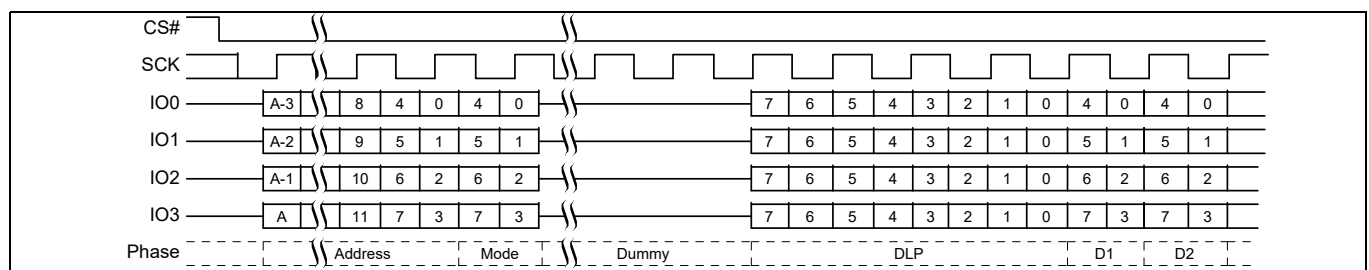 CS#
SCK
IO0 A-3 8 4 0 4 0 7 6 5 4 3 2 1 0 4 0 4 0
IO1 A-2 9 5 1 5 1 7 6 5 4 3 2 1 0 5 1 5 1
IO2 A-1 10 6 2 6 2 7 6 5 4 3 2 1 0 6 2 6 2
IO3 A 11 7 3 7 3 7 6 5 4 3 2 1 0 7 3 7 3
Phase Address Mode Dummy DLP D1 D2